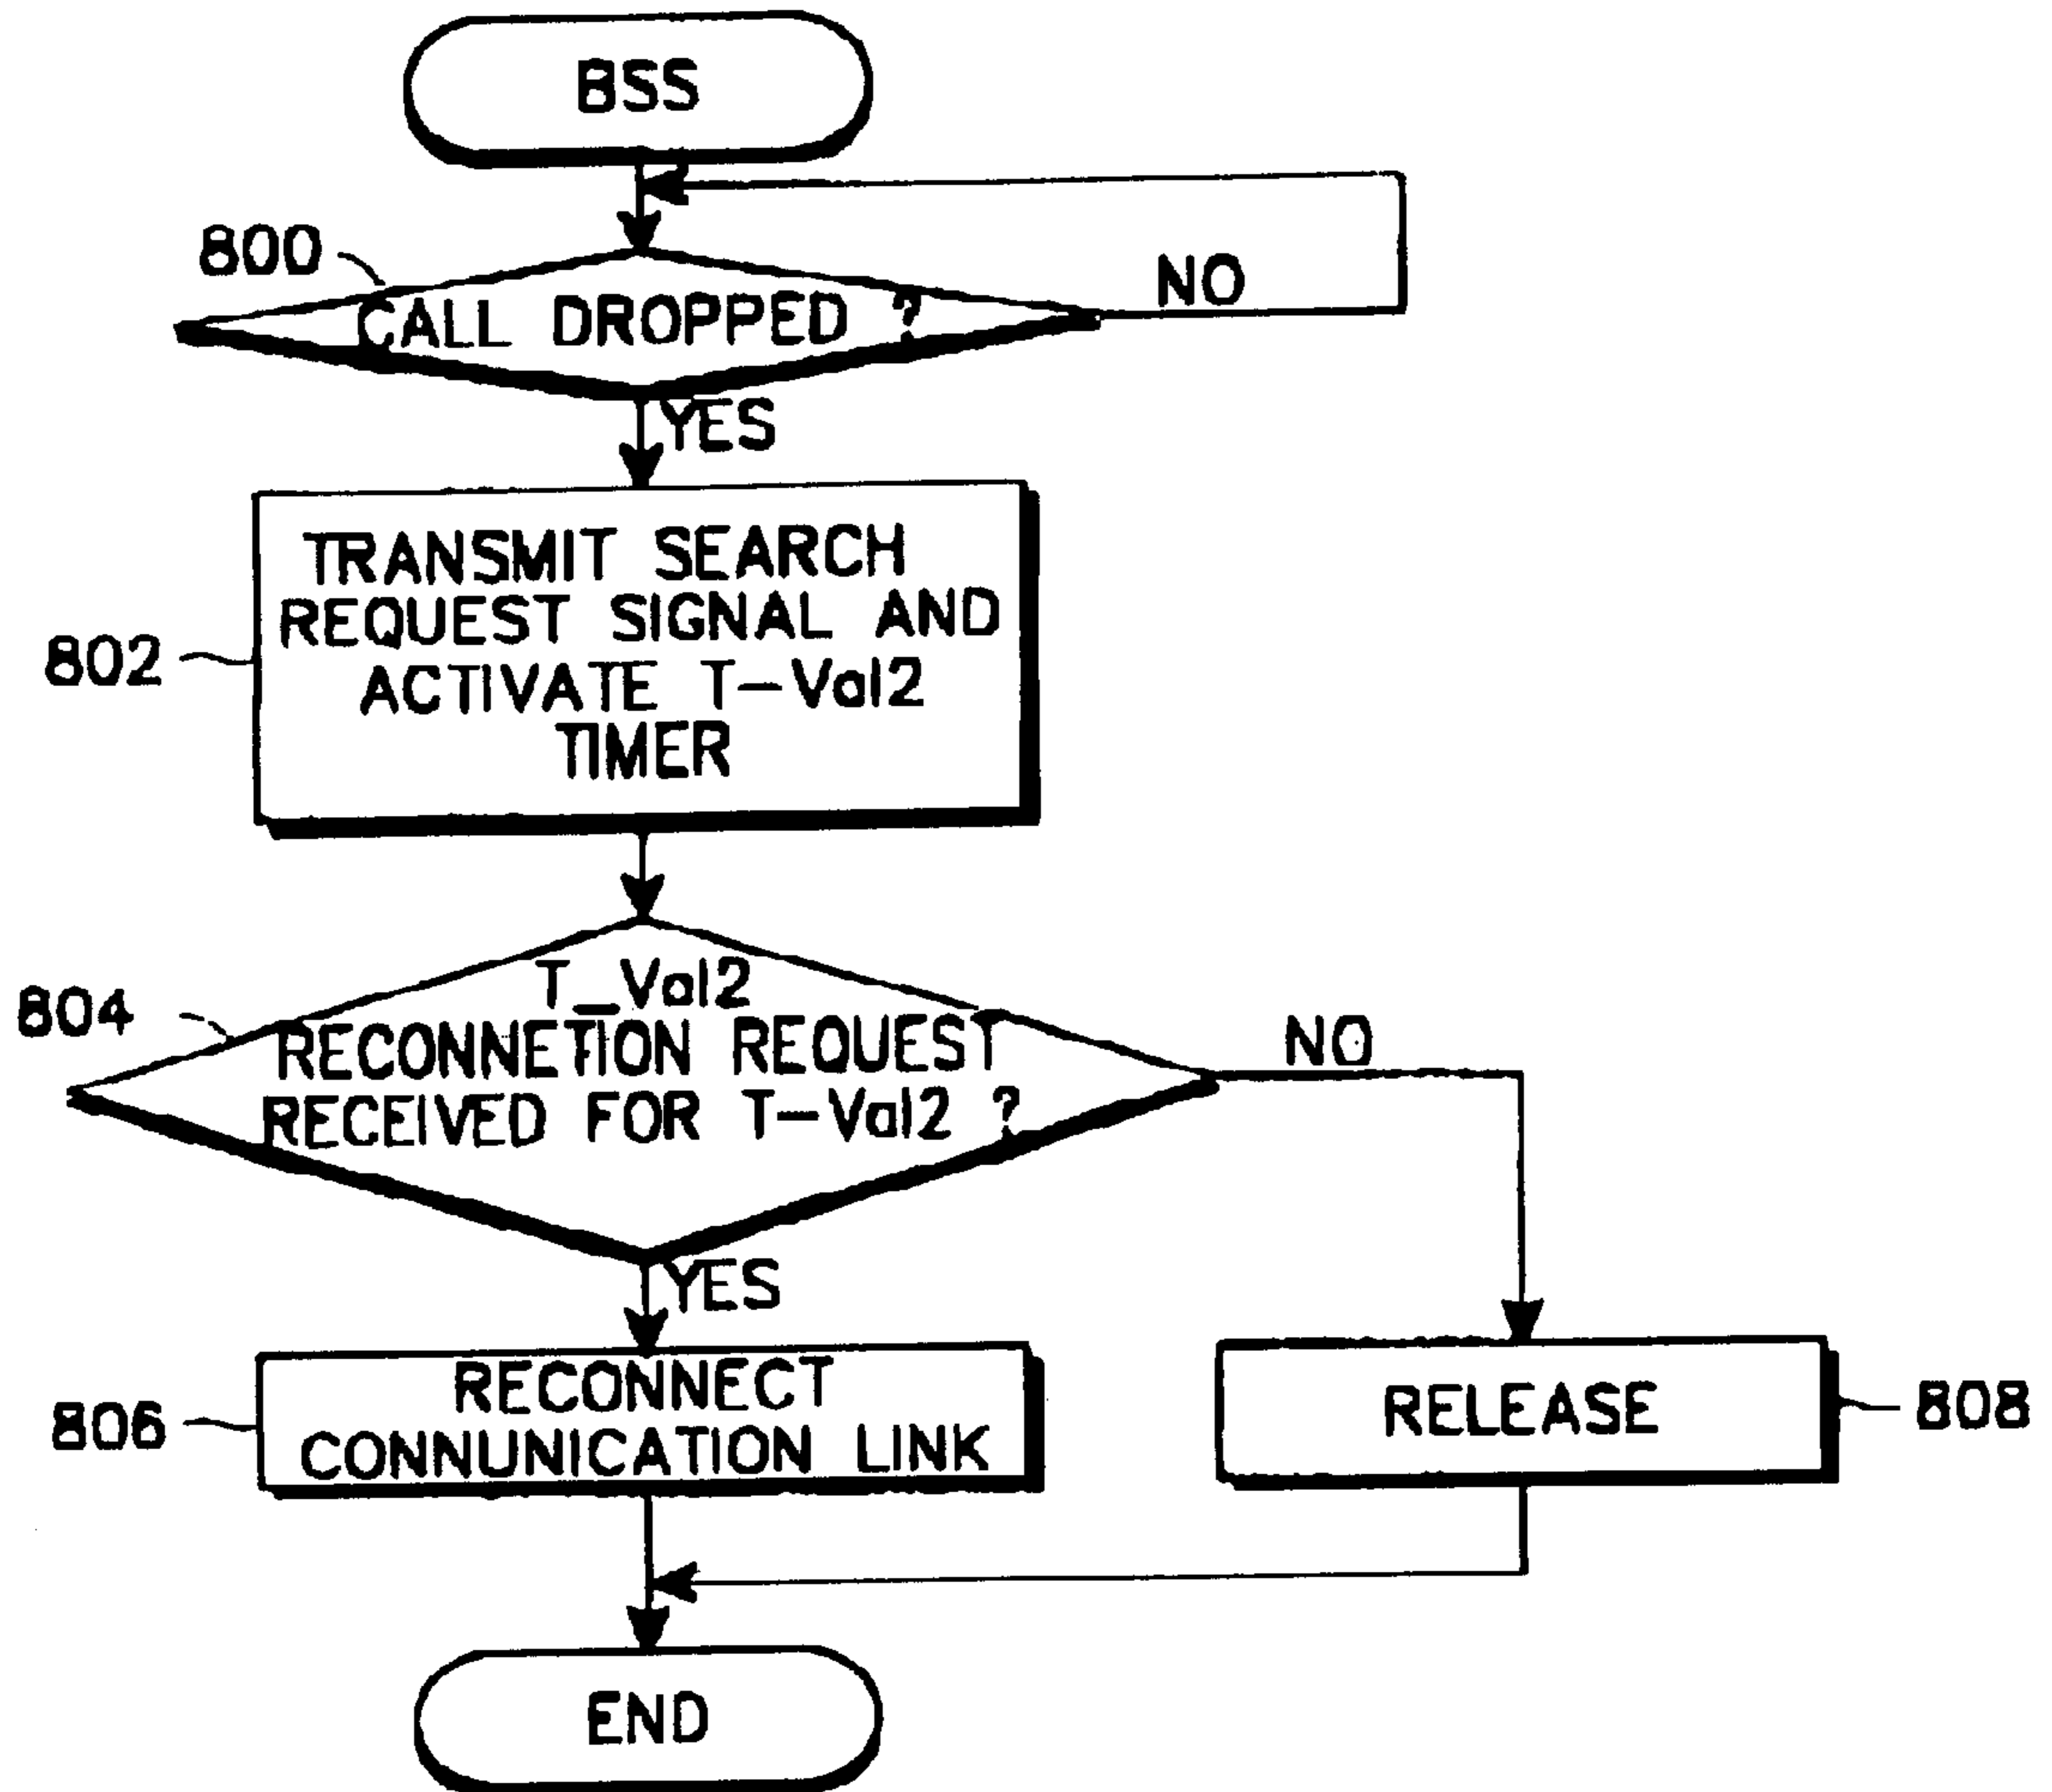 BSS
800
CALL DROPPED ?
NO
YES
TRANSMIT SEARCH
REQUEST SIGNAL AND
ACTIVATE T-Val2
TIMER
802
T_Val2
804
RECONNETION REQUEST
RECEIVED FOR T-Val2 ?
NO
YES
RECONNECT
CONNUNICATION LINK
806
RELEASE
808
END